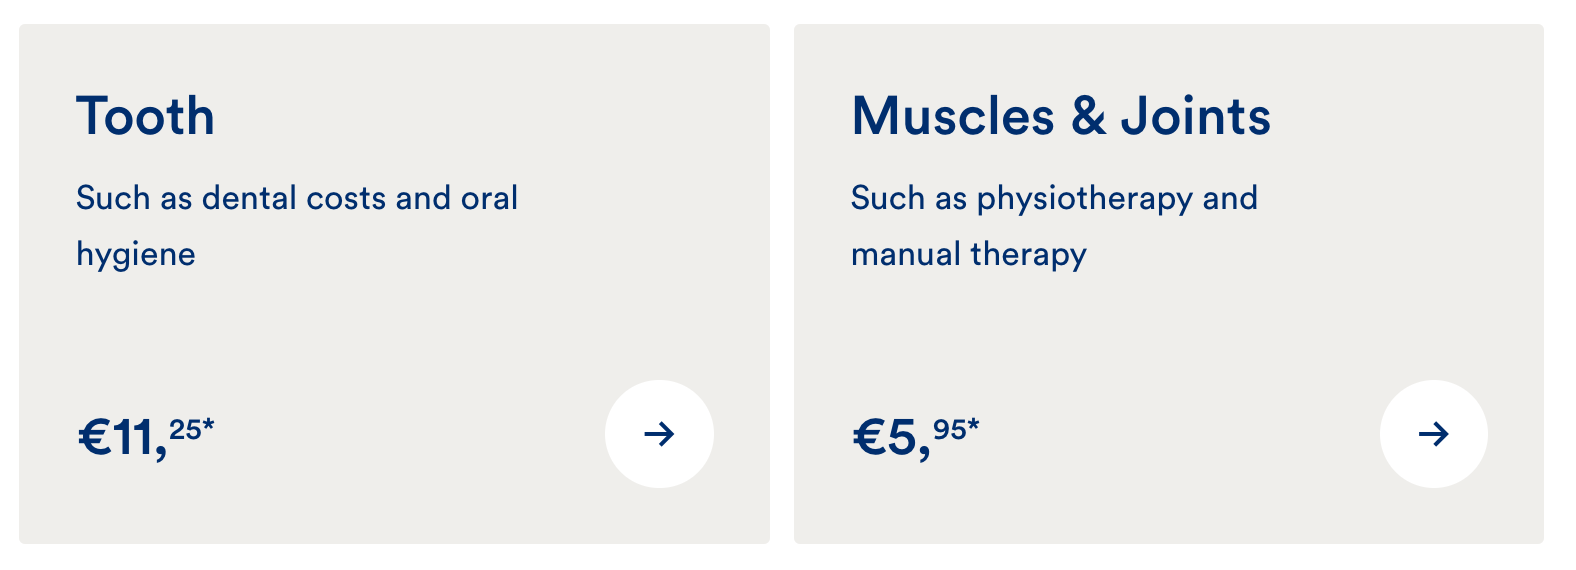 Tooth
Such as dental costs and oral
hygiene
€11,25*
Muscles & Joints
Such as physiotherapy and
manual therapy
€5,95*